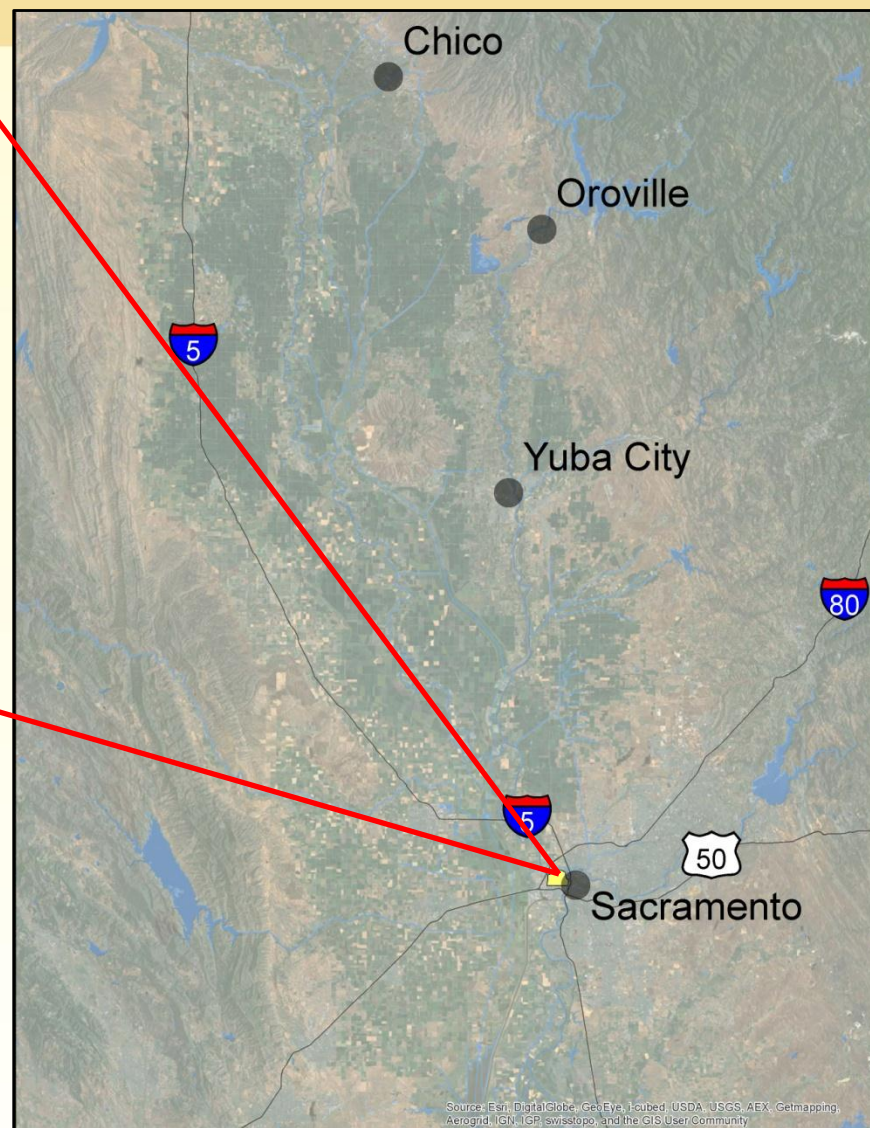 Chico
Oroville
5
Yuba City
80
5
50
Sacramento
Source: Esri, DigitalGlobe, GeoEye, i-cubed, USDA, USGS, AEX, Getmapping,
Aerogrid, IGN, IGP, swisstopo, and the GIS User Community